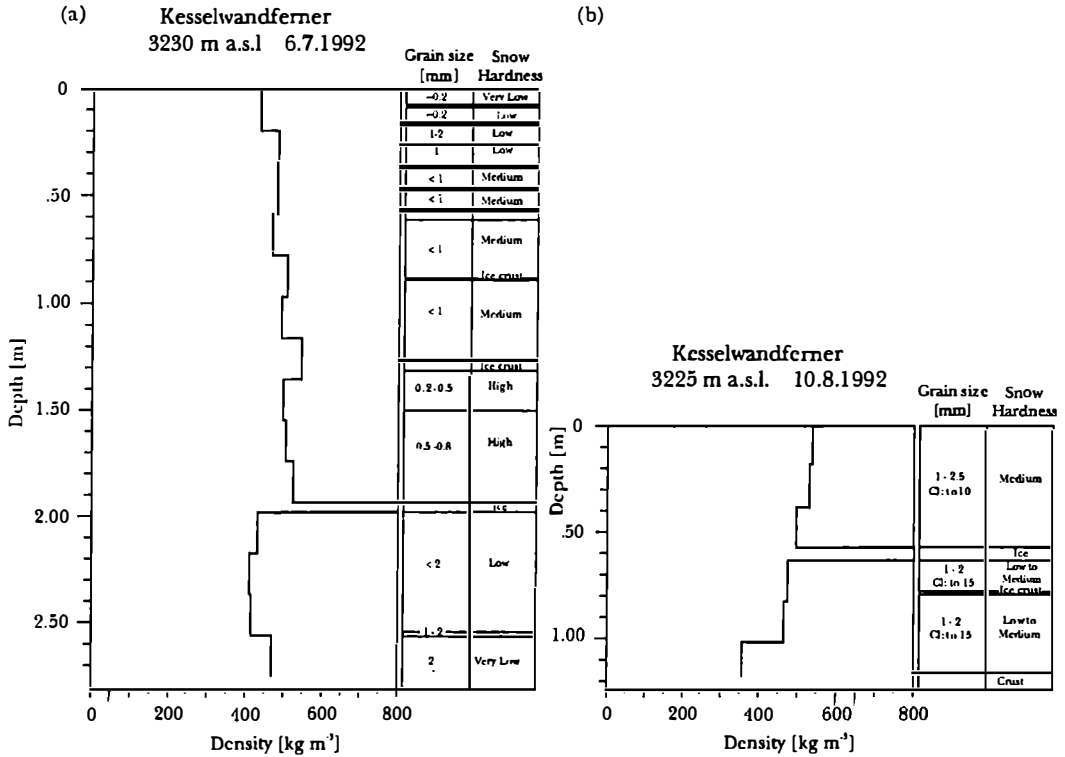 (a)
Kesselwandferner
3230 m a.s.l 6.7.1992
Grain size [mm]
Snow Hardness
~0.2 Very Low
~0.2 Low
1-2 Low
1 Low
< 1 Medium
< 1 Medium
< 1 Medium
Ice crust
< 1 Medium
Ice crust
0.2-0.5 High
0.5-0.8 High
Ice
< 2 Low
1-2
2 Very Low
0
.50
1.00
1.50
2.00
2.50
Depth [m]
0 200 400 600 800
Density [kg m⁻³]
(b)
Kesselwandferner
3225 m a.s.l. 10.8.1992
Grain size [mm]
Snow Hardness
1 - 2.5 Medium
Cl: to 10
Ice
1 - 2 Low to Medium
Cl: to 15
Ice crust
1 - 2 Low to Medium
Cl: to 15
Crust
0
.50
1.00
Depth [m]
0 200 400 600 800
Density [kg m⁻³]